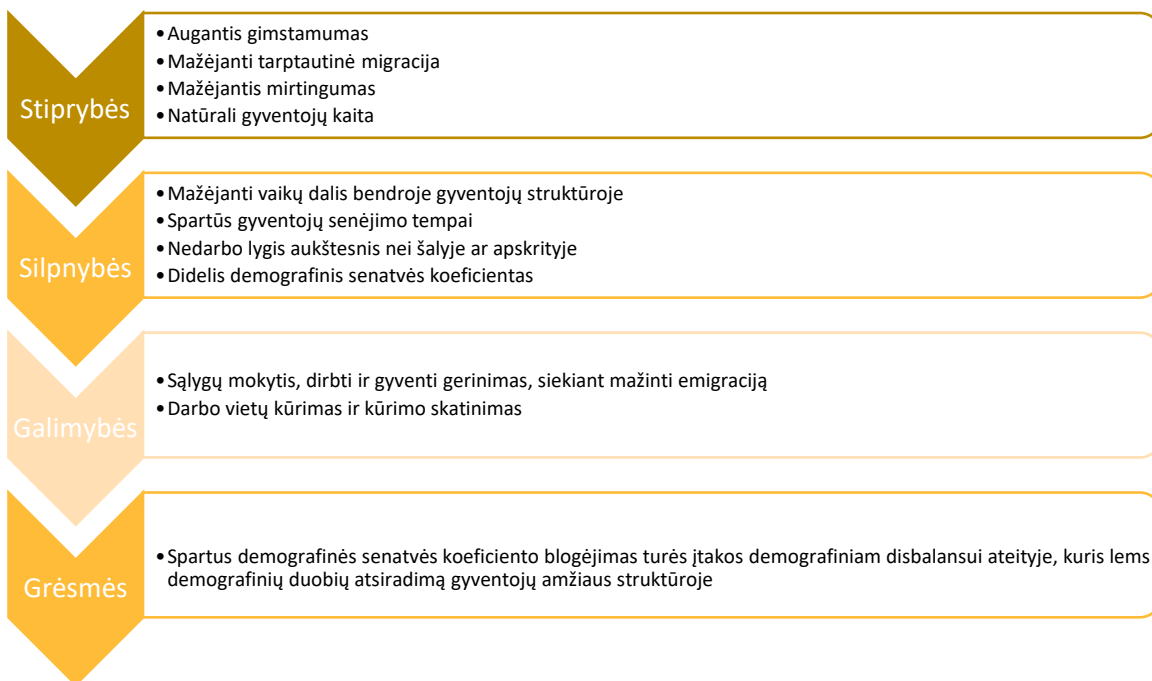 Stiprybės
•Augantis gimstamumas
•Mažėjanti tarptautinė migracija
•Mažėjantis mirtingumas
•Natūrali gyventojų kaita
Silpnybės
•Mažėjanti vaikų dalis bendroje gyventojų struktūroje
•Spartūs gyventojų senėjimo tempai
•Nedarbo lygis aukštesnis nei šalyje ar apskrityje
•Didelis demografinis senatvės koeficientas
Galimybės
•Sąlygų mokytis, dirbti ir gyventi gerinimas, siekiant mažinti emigraciją
•Darbo vietų kūrimas ir kūrimo skatinimas
Grėsmės
•Spartus demografinės senatvės koeficiento blogėjimas turės įtakos demografiniam disbalansui ateityje, kuris lems
demografinių duobių atsiradimą gyventojų amžiaus struktūroje